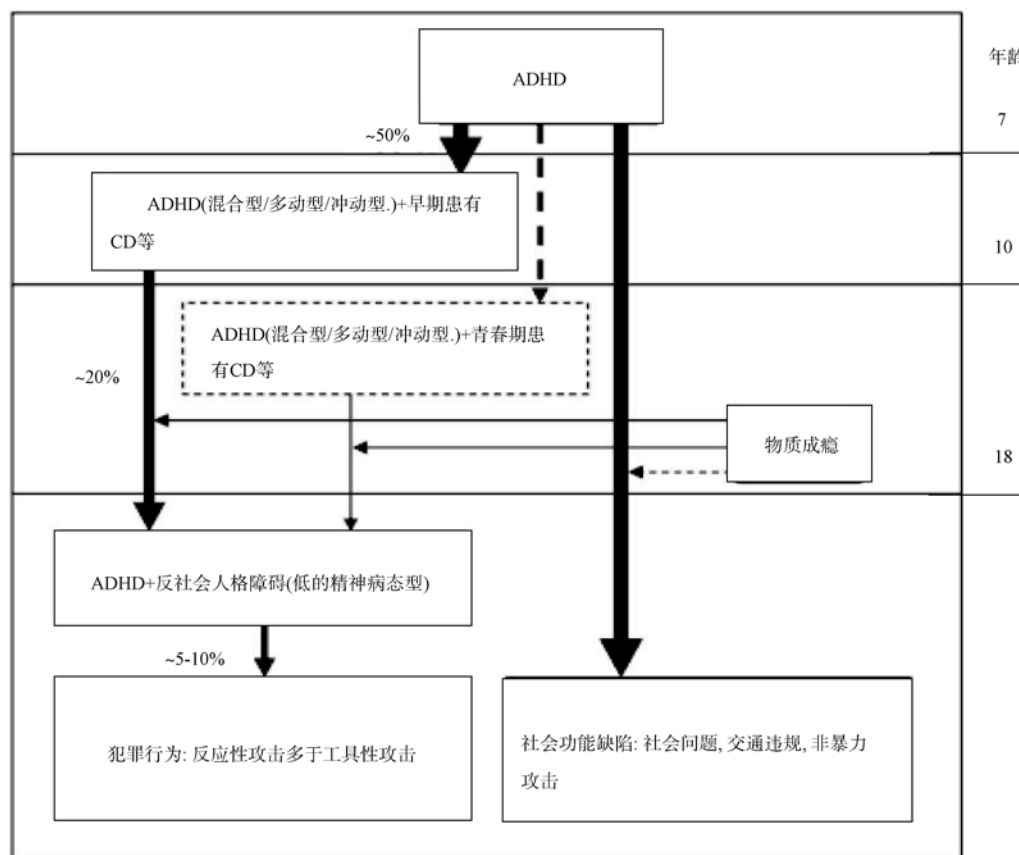 年龄
ADHD
7
~50%
ADHD(混合型/多动型/冲动型.)+早期患有
CD等
10
ADHD(混合型/多动型/冲动型.)+青春期患
有CD等
~20%
物质成瘾
18
ADHD+反社会人格障碍(低的精神病态型)
~5-10%
犯罪行为: 反应性攻击多于工具性攻击
社会功能缺陷: 社会问题, 交通违规, 非暴力
攻击